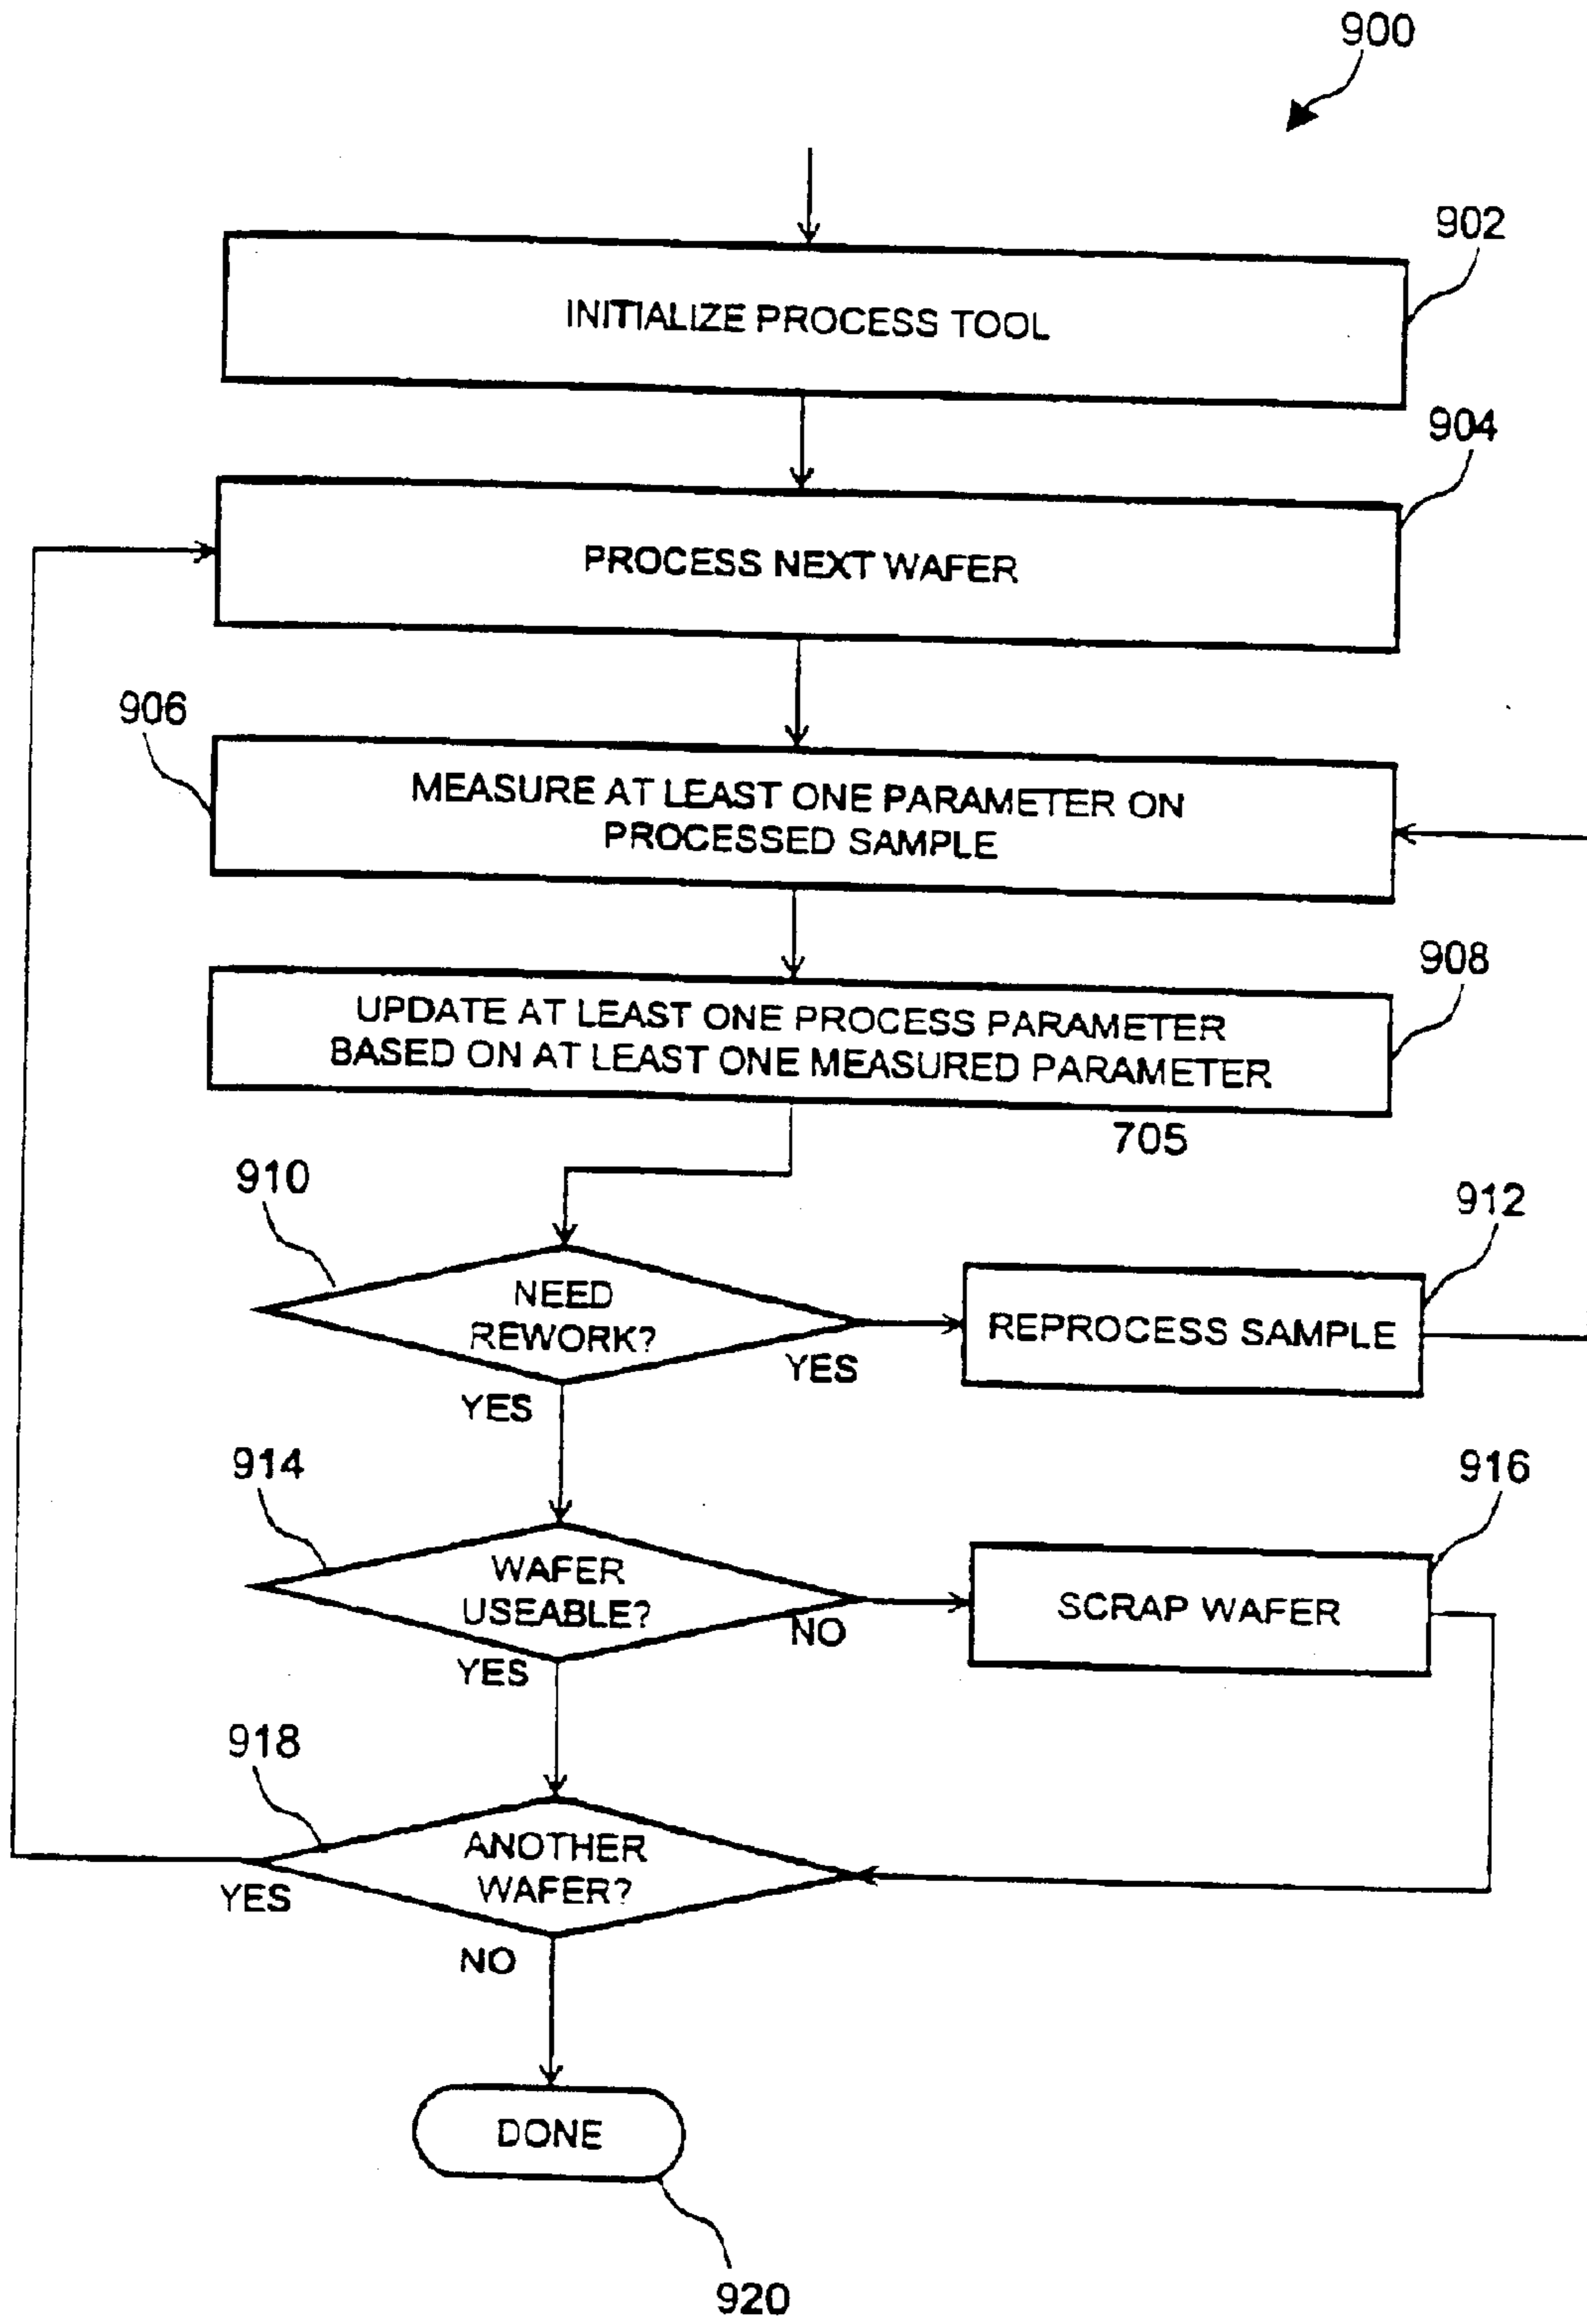 900
902
INITIALIZE PROCESS TOOL
904
PROCESS NEXT WAFER
906
MEASURE AT LEAST ONE PARAMETER ON
PROCESSED SAMPLE
908
UPDATE AT LEAST ONE PROCESS PARAMETER
BASED ON AT LEAST ONE MEASURED PARAMETER
705
910
912
NEED
REWORK?
REPROCESS SAMPLE
YES
YES
914
916
WAFER
USEABLE?
SCRAP WAFER
NO
YES
918
ANOTHER
WAFER?
YES
NO
DONE
920